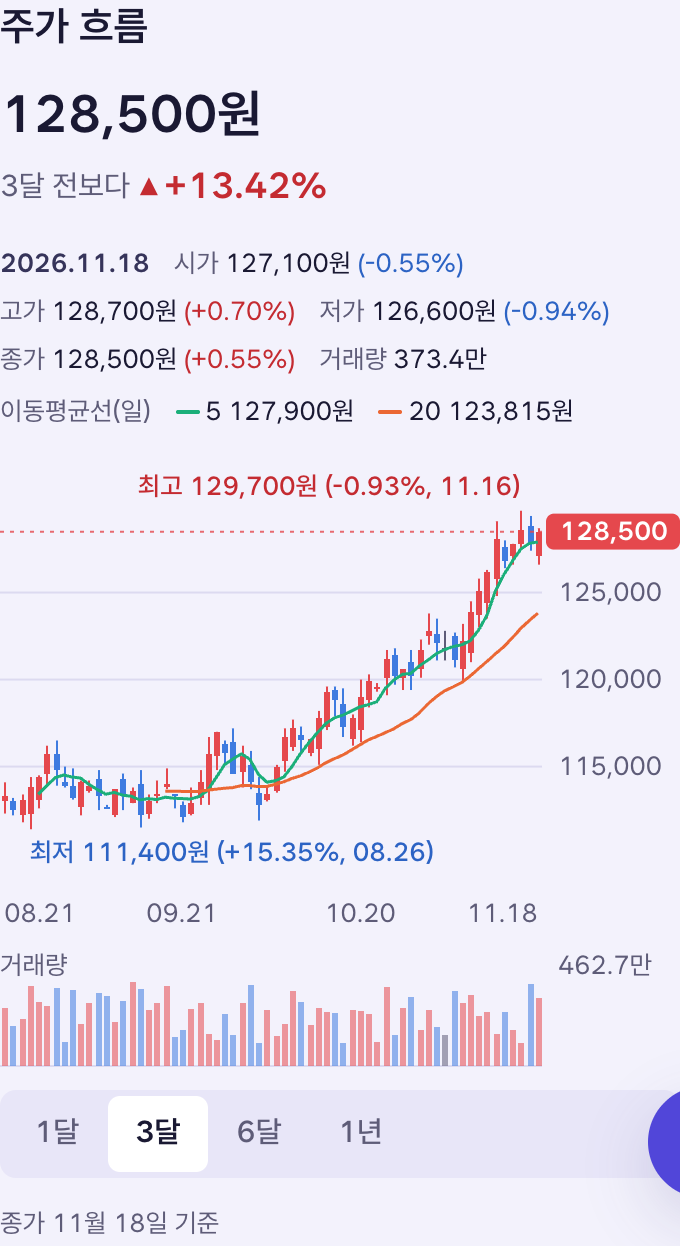 주가 흐름
128,500원
3달 전보다 ▲+13.42%
2026.11.18 시가 127,100원 (-0.55%)
고가 128,700원 (+0.70%) 저가 126,600원 (-0.94%)
종가 128,500원 (+0.55%) 거래량 373.4만
이동평균선(일) 5 127,900원 20 123,815원
최고 129,700원 (-0.93%, 11.16)
128,500
125,000
120,000
115,000
최저 111,400원 (+15.35%, 08.26)
08.21 09.21 10.20 11.18
거래량 462.7만
1달 3달 6달 1년
종가 11월 18일 기준